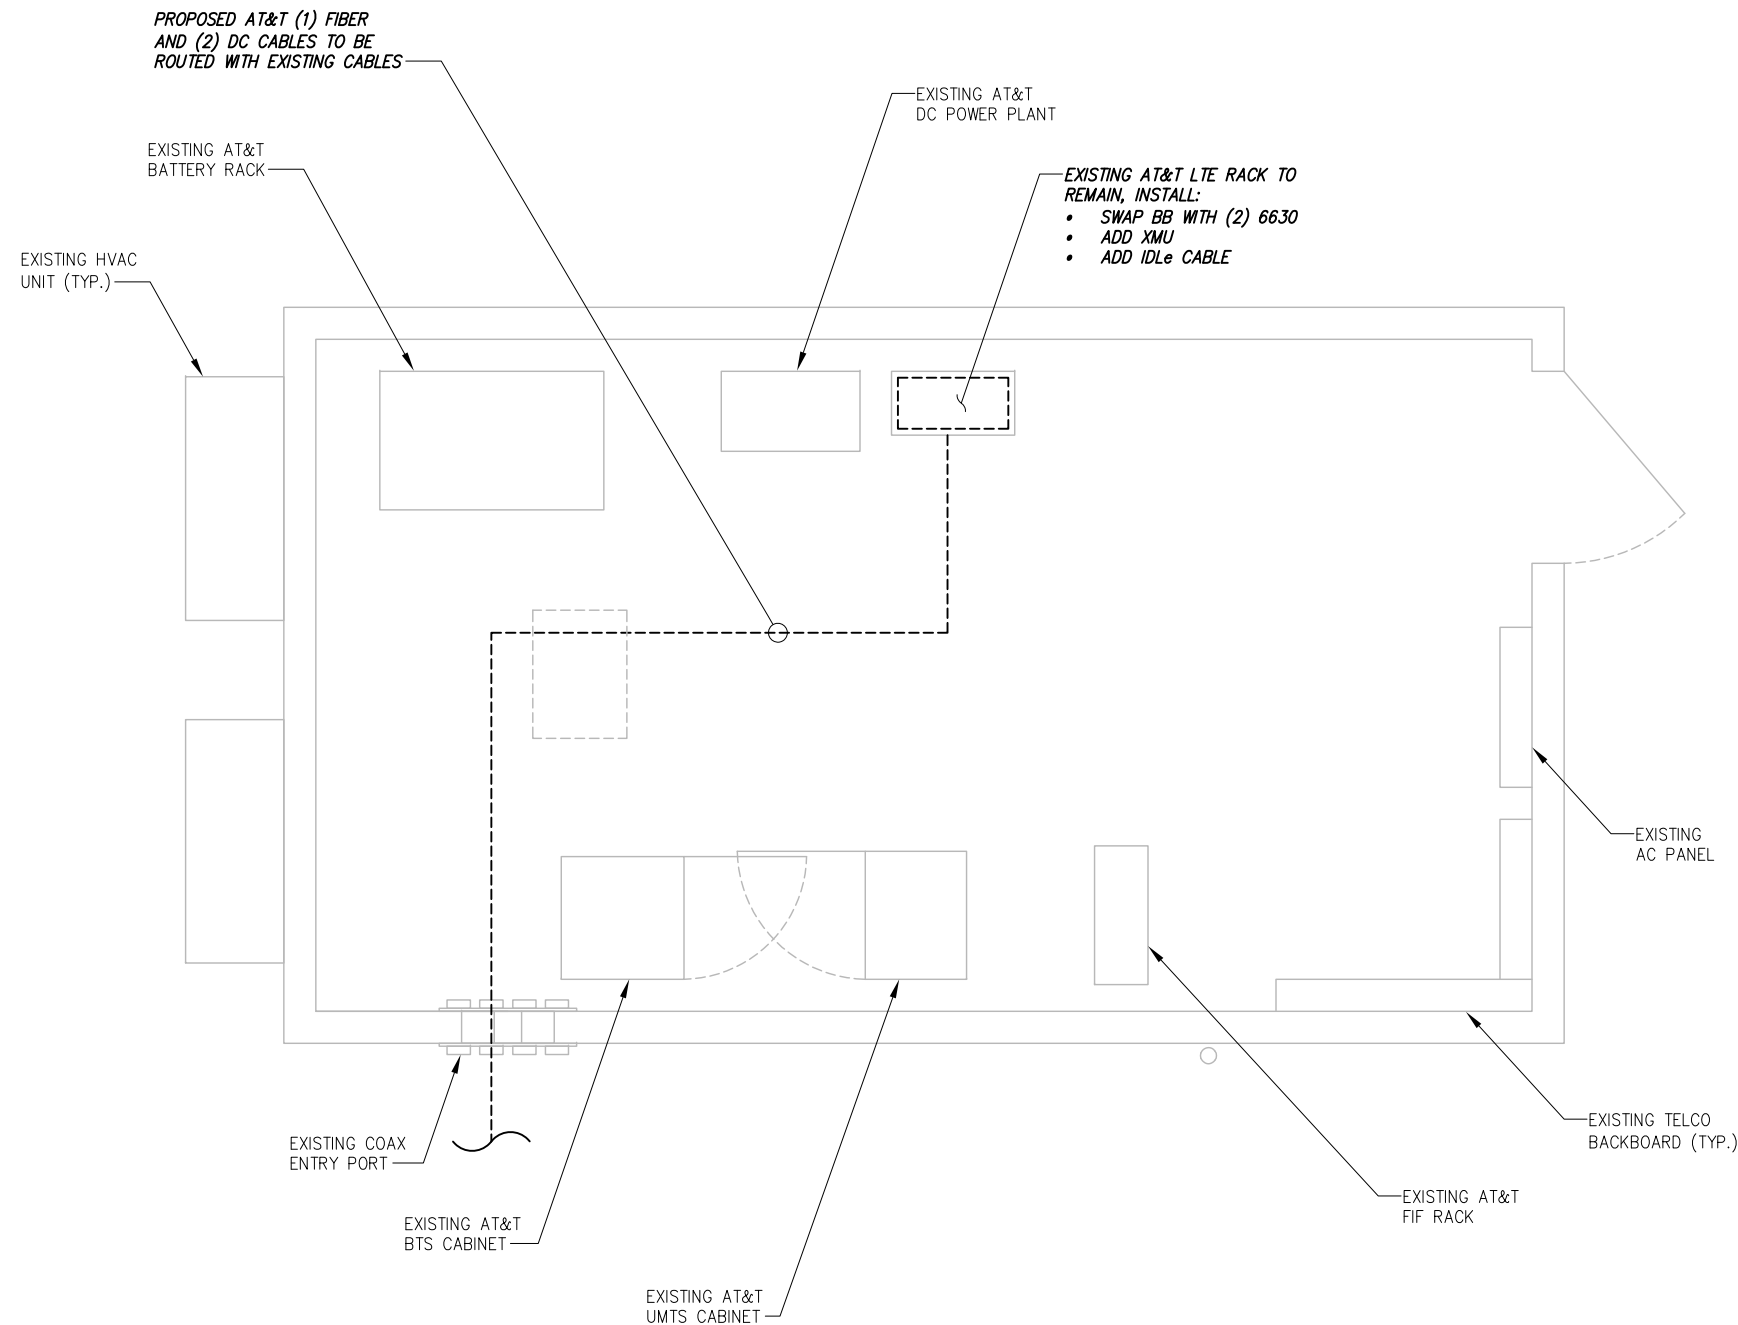 PROPOSED AT&T (1) FIBER
AND (2) DC CABLES TO BE
ROUTED WITH EXISTING CABLES
EXISTING AT&T
DC POWER PLANT
EXISTING AT&T
BATTERY RACK
EXISTING AT&T LTE RACK TO
REMAIN, INSTALL:
• SWAP BB WITH (2) 6630
• ADD XMU
• ADD IDLe CABLE
EXISTING HVAC
UNIT (TYP.)
EXISTING
AC PANEL
EXISTING TELCO
BACKBOARD (TYP.)
EXISTING COAX
ENTRY PORT
EXISTING AT&T
FIF RACK
EXISTING AT&T
BTS CABINET
EXISTING AT&T
UMTS CABINET